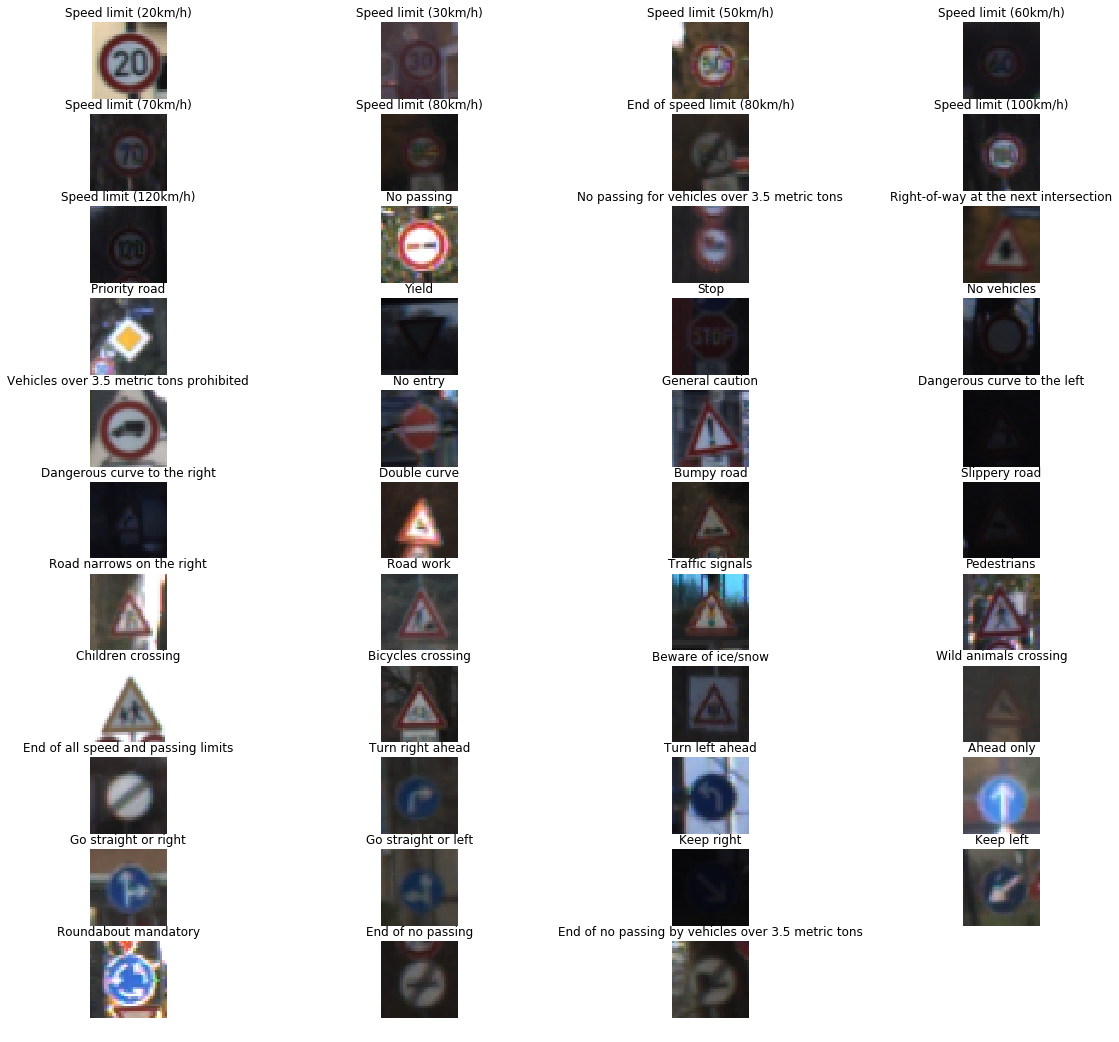 Speed limit (20km/h) Speed limit (30km/h) Speed limit (50km/h) Speed limit (60km/h)
20 30 50 60
Speed limit (70km/h) Speed limit (80km/h) End of speed limit (80km/h) Speed limit (100km/h)
70
Speed limit (120km/h) No passing No passing for vehicles over 3.5 metric tons Right-of-way at the next intersection
120
Priority road Yield Stop No vehicles
STOP
Vehicles over 3.5 metric tons prohibited No entry General caution Dangerous curve to the left
Dangerous curve to the right Double curve Bumpy road Slippery road
Road narrows on the right Road work Traffic signals Pedestrians
Children crossing Bicycles crossing Beware of ice/snow Wild animals crossing
End of all speed and passing limits Turn right ahead Turn left ahead Ahead only
Go straight or right Go straight or left Keep right Keep left
Roundabout mandatory End of no passing End of no passing by vehicles over 3.5 metric tons